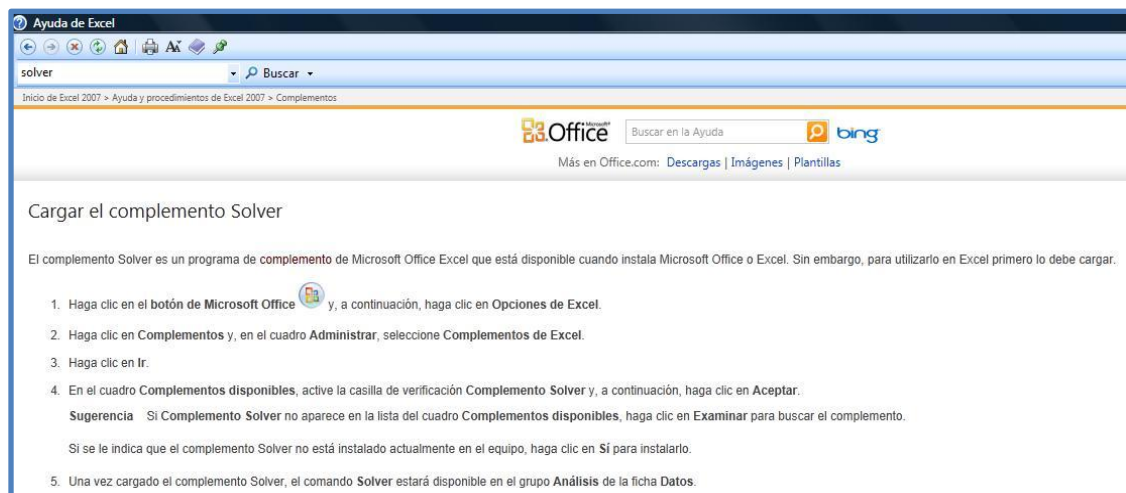 Ayuda de Excel
solver
Buscar
Inicio de Excel 2007 > Ayuda y procedimientos de Excel 2007 > Complementos
Microsoft®
Office Buscar en la Ayuda bing
Más en Office.com: Descargas | Imágenes | Plantillas
Cargar el complemento Solver
El complemento Solver es un programa de complemento de Microsoft Office Excel que está disponible cuando instala Microsoft Office o Excel. Sin embargo, para utilizarlo en Excel primero lo debe cargar.
1. Haga clic en el botón de Microsoft Office y, a continuación, haga clic en Opciones de Excel.
2. Haga clic en Complementos y, en el cuadro Administrar, seleccione Complementos de Excel.
3. Haga clic en Ir.
4. En el cuadro Complementos disponibles, active la casilla de verificación Complemento Solver y, a continuación, haga clic en Aceptar.
Sugerencia Si Complemento Solver no aparece en la lista del cuadro Complementos disponibles, haga clic en Examinar para buscar el complemento.
Si se le indica que el complemento Solver no está instalado actualmente en el equipo, haga clic en Sí para instalarlo.
5. Una vez cargado el complemento Solver, el comando Solver estará disponible en el grupo Análisis de la ficha Datos.